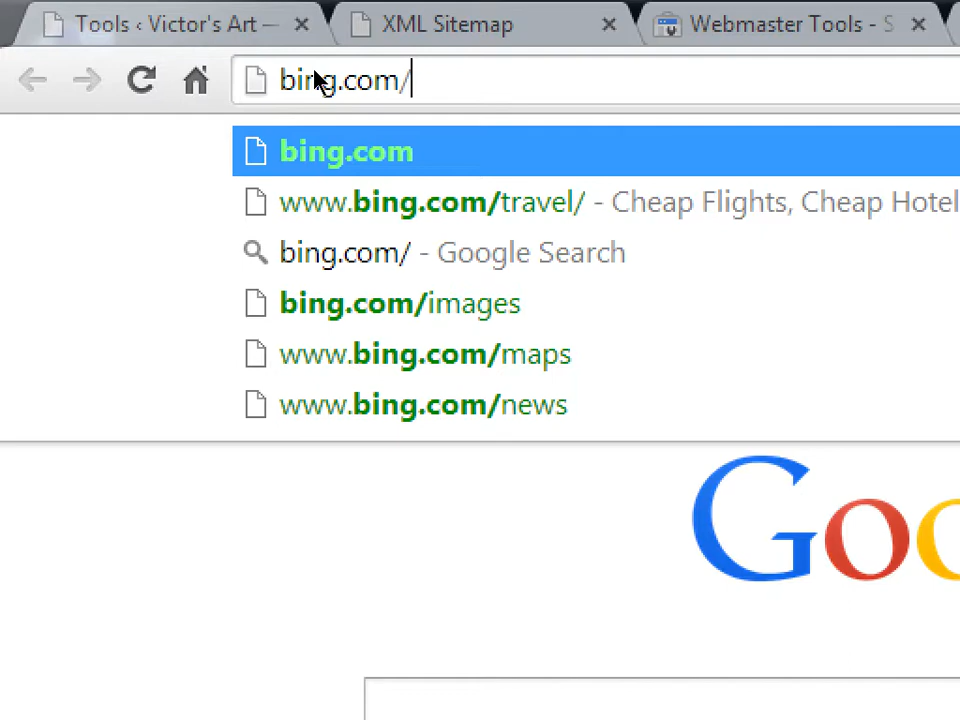 Tools ‹ Victor's Art — XML Sitemap Webmaster Tools - S
bing.com/
bing.com
www.bing.com/travel/ - Cheap Flights, Cheap Hotel
bing.com/ - Google Search
bing.com/images
www.bing.com/maps
www.bing.com/news
Goo